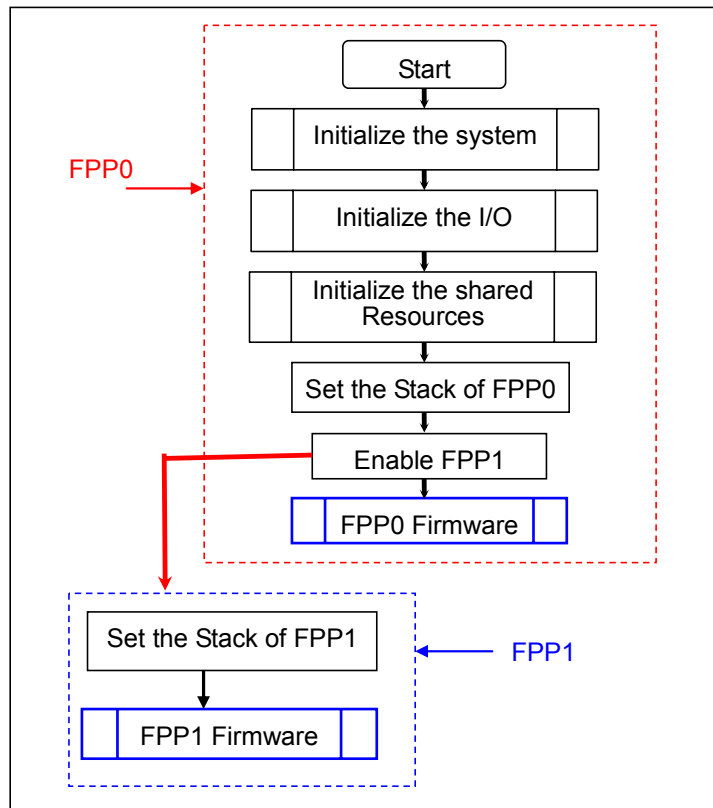 Start
Initialize the system
FPP0
Initialize the I/O
Initialize the shared
Resources
Set the Stack of FPP0
Enable FPP1
FPP0 Firmware
Set the Stack of FPP1
FPP1
FPP1 Firmware